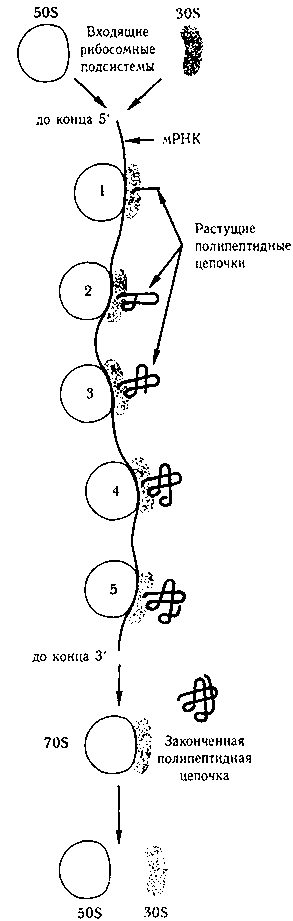 50S
30S
Входящие
рибосомные
подсистемы
до конца 5'
мРНК
1
Растущие
полипептидные
цепочки
2
3
4
5
до конца 3'
70S
Законченная
полипептидная
цепочка
50S
30S